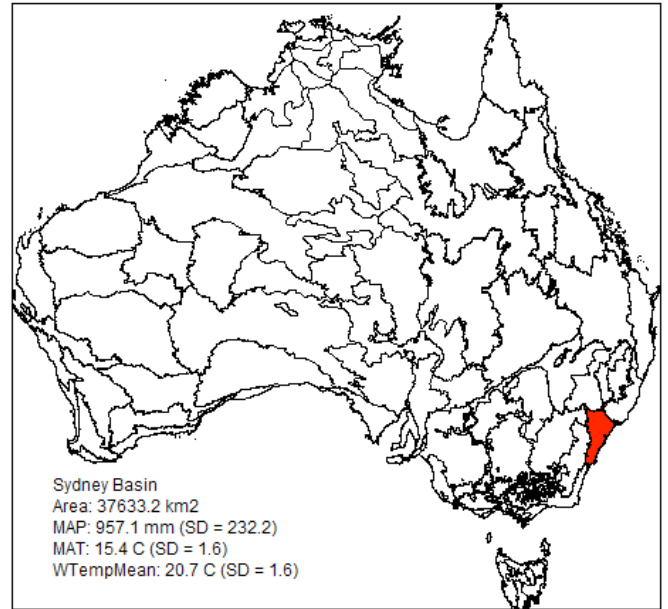 Sydney Basin
Area: 37633.2 km2
MAP: 957.1 mm (SD = 232.2)
MAT: 15.4 C (SD = 1.6)
WTempMean: 20.7 C (SD = 1.6)